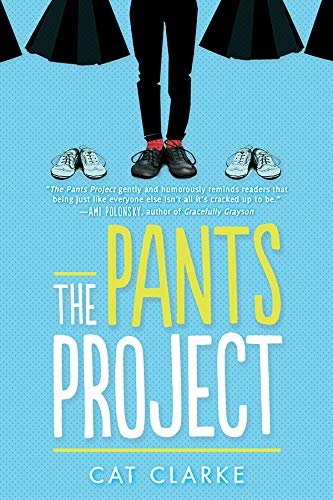 "The Pants Project gently and humorously reminds readers that
being just like everyone else isn't all it's cracked up to be."
—AMI POLONSKY, author of Gracefully Grayson
THE PANTS
PROJECT
CAT CLARKE